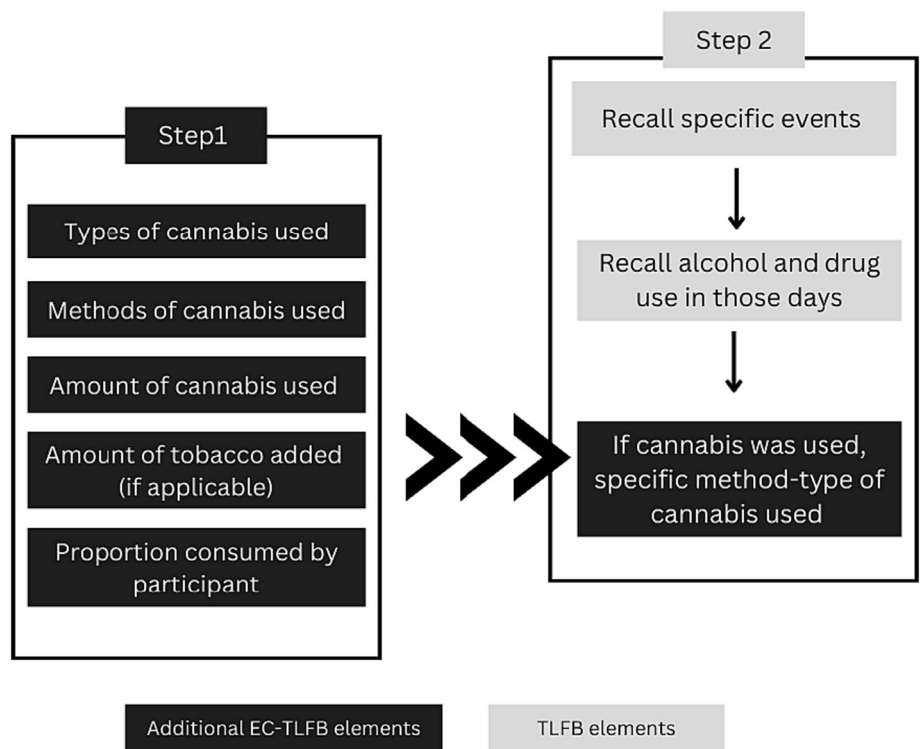 Step1
Types of cannabis used
Methods of cannabis used
Amount of cannabis used
Amount of tobacco added
(if applicable)
Proportion consumed by
participant
Step 2
Recall specific events
Recall alcohol and drug
use in those days
If cannabis was used,
specific method-type of
cannabis used
Additional EC-TLFB elements
TLFB elements